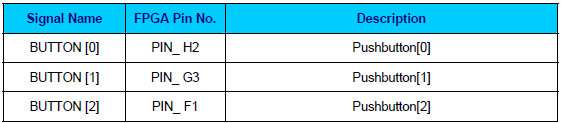 Signal Name FPGA Pin No. Description
BUTTON [0] PIN_ H2 Pushbutton[0]
BUTTON [1] PIN_ G3 Pushbutton[1]
BUTTON [2] PIN_ F1 Pushbutton[2]